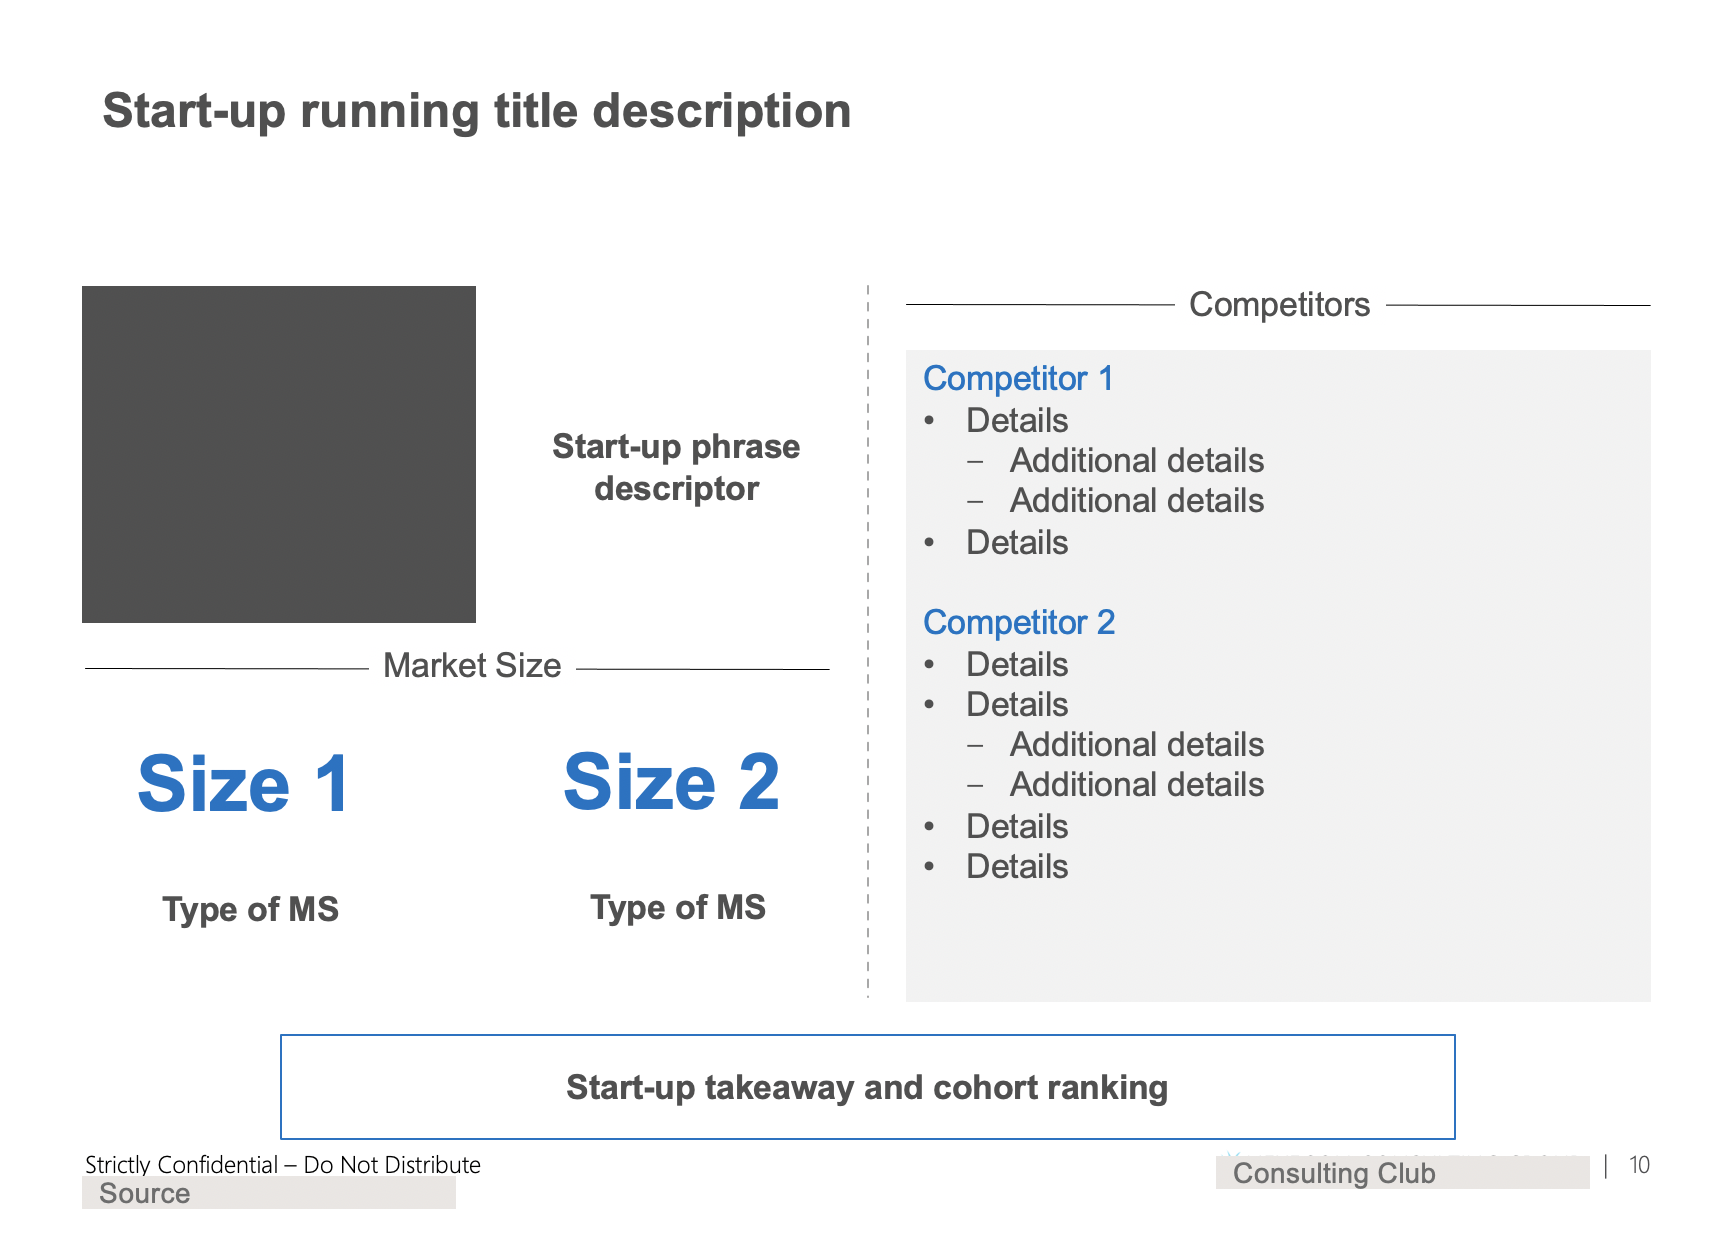 Start-up running title description
Start-up phrase
descriptor
Market Size
Size 1
Size 2
Type of MS
Type of MS
Competitors
Competitor 1
• Details
– Additional details
– Additional details
• Details
Competitor 2
• Details
• Details
– Additional details
– Additional details
• Details
• Details
Start-up takeaway and cohort ranking
Strictly Confidential – Do Not Distribute
Source
Consulting Club
| 10